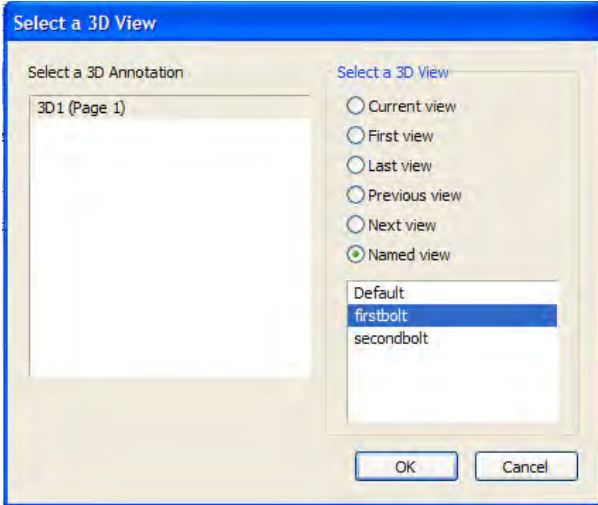 Select a 3D View
Select a 3D Annotation
3D1 (Page 1)
Select a 3D View
Current view
First view
Last view
Previous view
Next view
Named view
Default
firstbolt
secondbolt
OK
Cancel